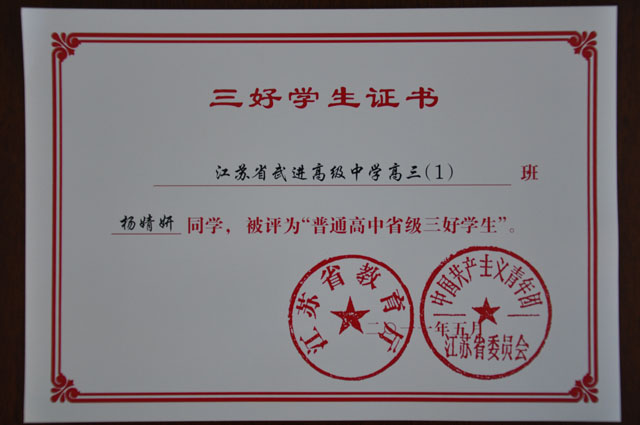 三好学生证书
江苏省武进高级中学高三(1) 班
杨婧妍 同学，被评为“普通高中省级三好学生”。
江苏省教育厅
中国共产主义青年团
江苏省委员会
二〇一一年五月